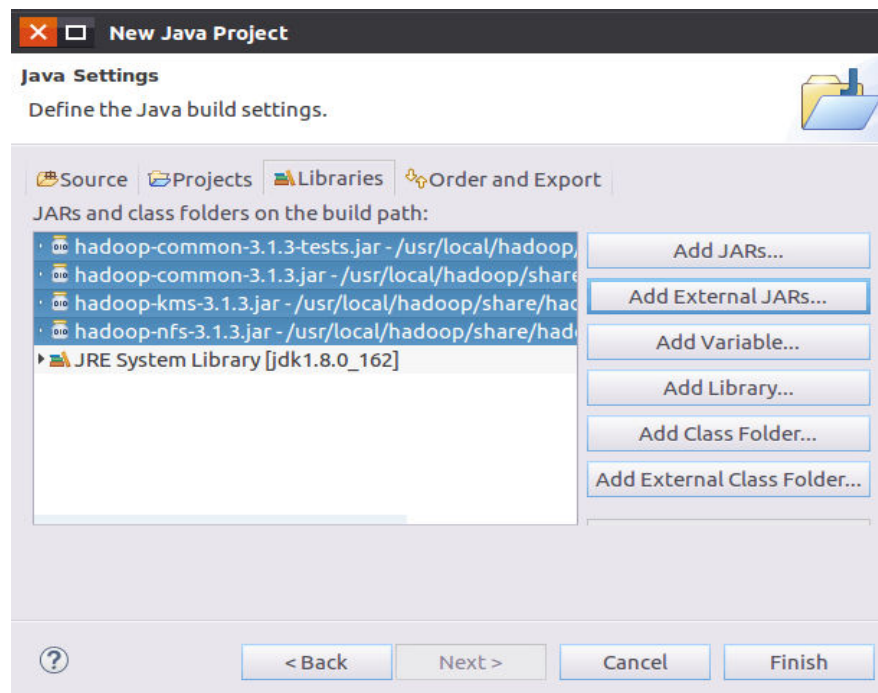 New Java Project
Java Settings
Define the Java build settings.
Source Projects Libraries Order and Export
JARs and class folders on the build path:
hadoop-common-3.1.3-tests.jar - /usr/local/hadoop/
hadoop-common-3.1.3.jar - /usr/local/hadoop/share
hadoop-kms-3.1.3.jar - /usr/local/hadoop/share/had
hadoop-nfs-3.1.3.jar - /usr/local/hadoop/share/had
JRE System Library [jdk1.8.0_162]
Add JARs...
Add External JARs...
Add Variable...
Add Library...
Add Class Folder...
Add External Class Folder...
< Back Next > Cancel Finish